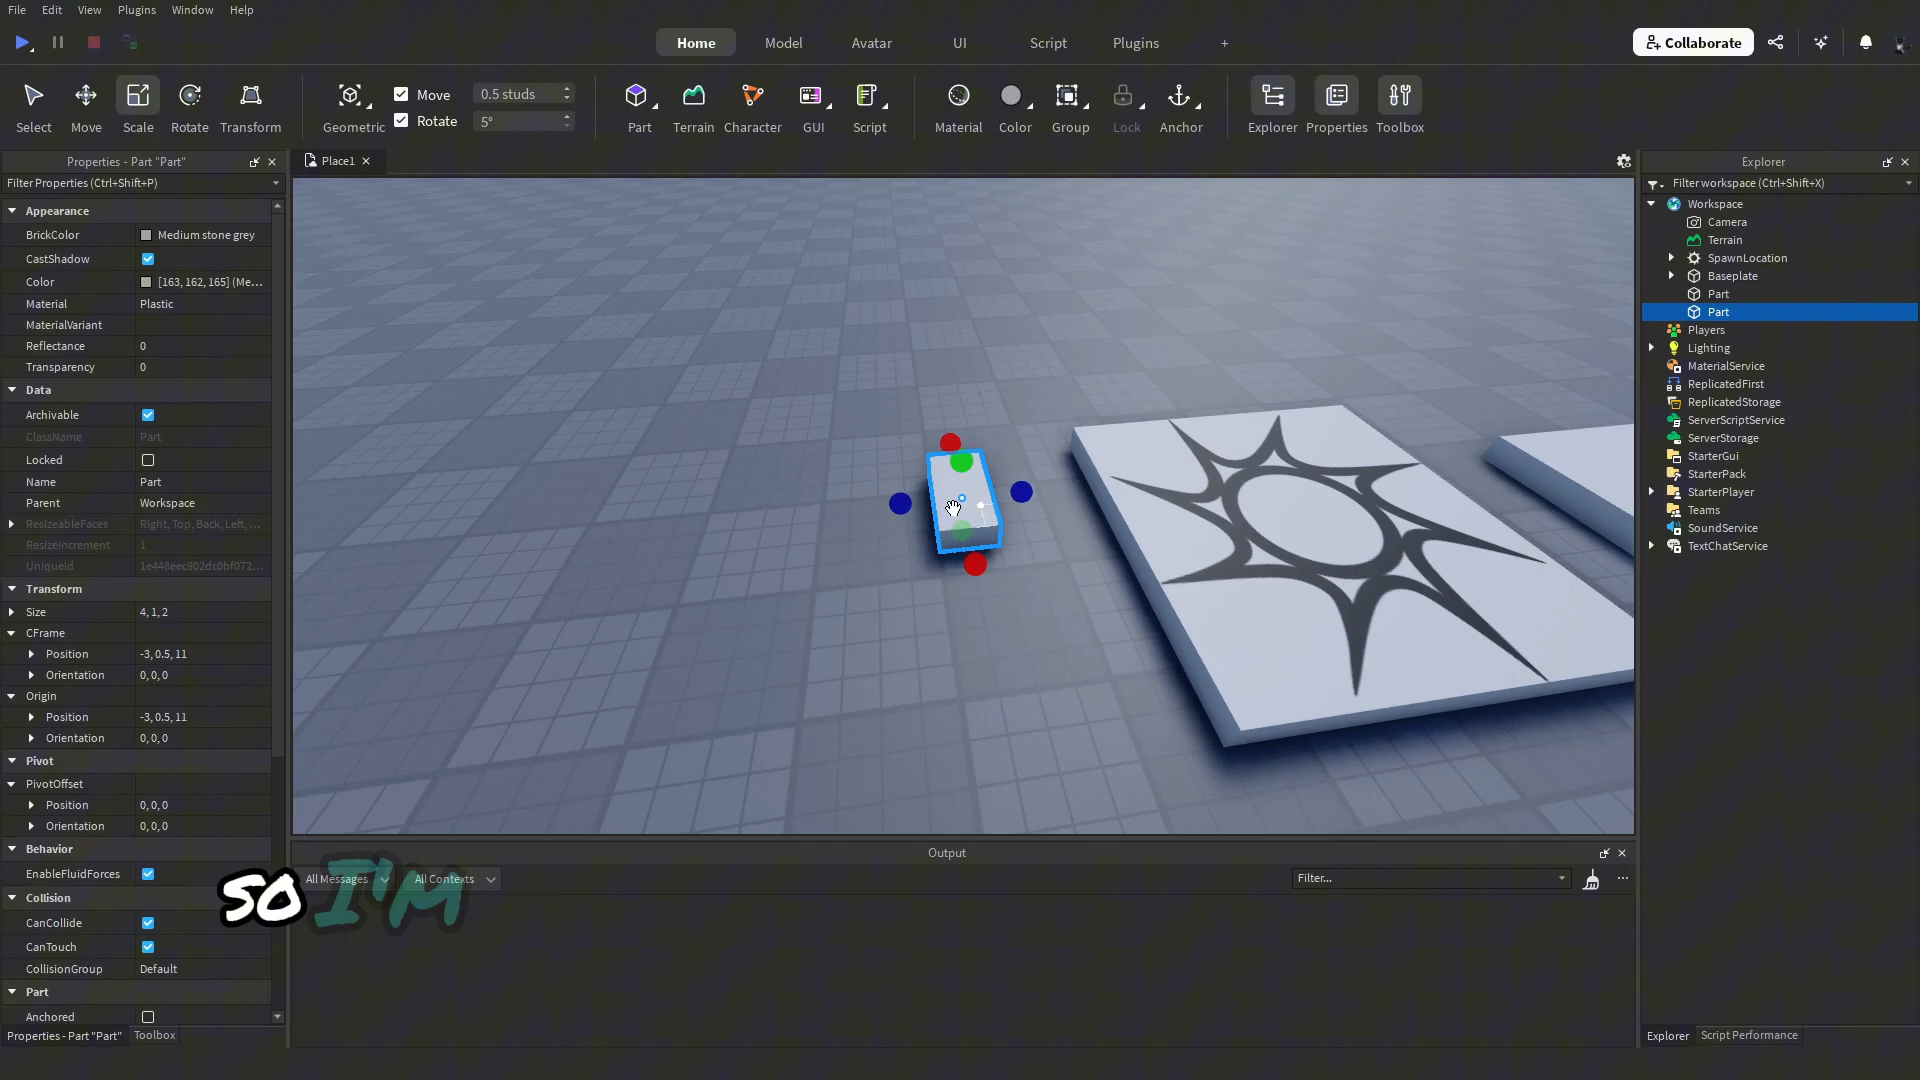 File Edit View Plugins Window Help
Home Model Avatar UI Script Plugins +
Collaborate
Move 0.5 studs
Rotate 5°
Select Move Scale Rotate Transform Geometric Part Terrain Character GUI Script Material Color Group Lock Anchor Explorer Properties Toolbox
Properties - Part "Part"
Filter Properties (Ctrl+Shift+P)
Appearance
BrickColor Medium stone grey
CastShadow
Color [163, 162, 165] (Me...
Material Plastic
MaterialVariant
Reflectance 0
Transparency 0
Data
Archivable
ClassName Part
Locked
Name Part
Parent Workspace
ResizeableFaces Right, Top, Back, Left, ...
ResizeIncrement 1
UniqueId 1e448eec902dc0bf072...
Transform
Size 4, 1, 2
CFrame
Position -3, 0.5, 11
Orientation 0, 0, 0
Origin
Position -3, 0.5, 11
Orientation 0, 0, 0
Pivot
PivotOffset
Position 0, 0, 0
Orientation 0, 0, 0
Behavior
EnableFluidForces
Collision
CanCollide
CanTouch
CollisionGroup Default
Part
Anchored
Properties - Part "Part" Toolbox
Place1
Output
All Messages All Contexts Filter... ...
SO I'M
Explorer
Filter workspace (Ctrl+Shift+X)
Workspace
Camera
Terrain
SpawnLocation
Baseplate
Part
Part
Players
Lighting
MaterialService
ReplicatedFirst
ReplicatedStorage
ServerScriptService
ServerStorage
StarterGui
StarterPack
StarterPlayer
Teams
SoundService
TextChatService
Explorer Script Performance